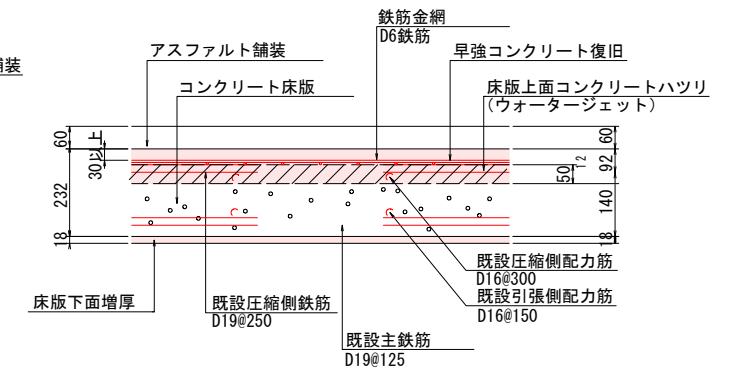 鉄筋金網
D6鉄筋
アスファルト舗装
早強コンクリート復旧
舗装
コンクリート床版
床版上面コンクリートハツリ
(ウォータージェット)
60
30以上
232
18
60
92
12
50
140
18
既設圧縮側配力筋
D16@300
床版下面増厚
既設圧縮側鉄筋
D19@250
既設引張側配力筋
D16@150
既設主鉄筋
D19@125